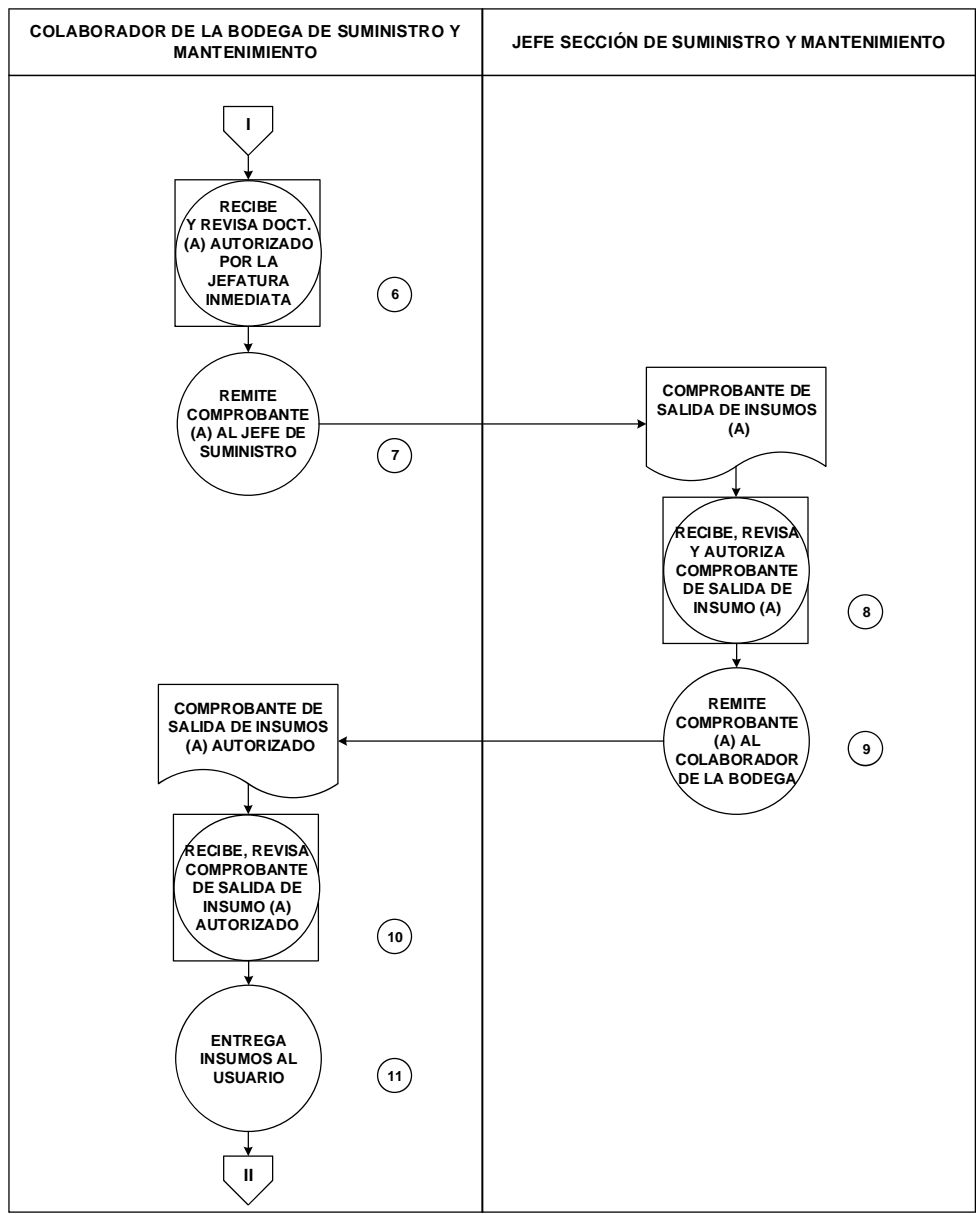 COLABORADOR DE LA BODEGA DE SUMINISTRO Y
MANTENIMIENTO
JEFE SECCIÓN DE SUMINISTRO Y MANTENIMIENTO
I
RECIBE
Y REVISA DOCT.
(A) AUTORIZADO
POR LA
JEFATURA
INMEDIATA
6
REMITE
COMPROBANTE
(A) AL JEFE DE
SUMINISTRO
7
COMPROBANTE DE
SALIDA DE INSUMOS
(A)
RECIBE, REVISA
Y AUTORIZA
COMPROBANTE
DE SALIDA DE
INSUMO (A)
8
REMITE
COMPROBANTE
(A) AL
COLABORADOR
DE LA BODEGA
9
COMPROBANTE DE
SALIDA DE INSUMOS
(A) AUTORIZADO
RECIBE, REVISA
COMPROBANTE
DE SALIDA DE
INSUMO (A)
AUTORIZADO
10
ENTREGA
INSUMOS AL
USUARIO
11
II